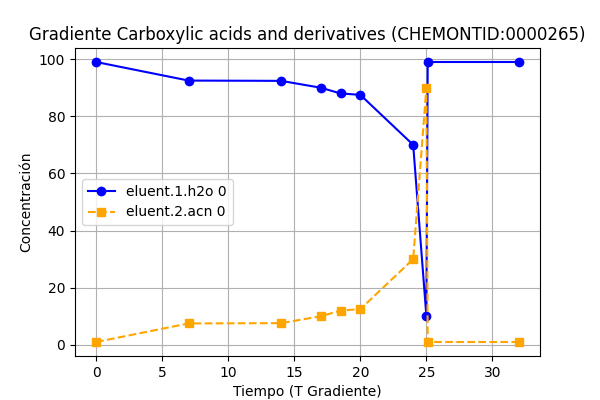 Gradiente Carboxylic acids and derivatives (CHEMONTID:0000265)
Concentración
100
80
60
40
20
0
eluent.1.h2o 0
eluent.2.acn 0
0 5 10 15 20 25 30
Tiempo (T Gradiente)